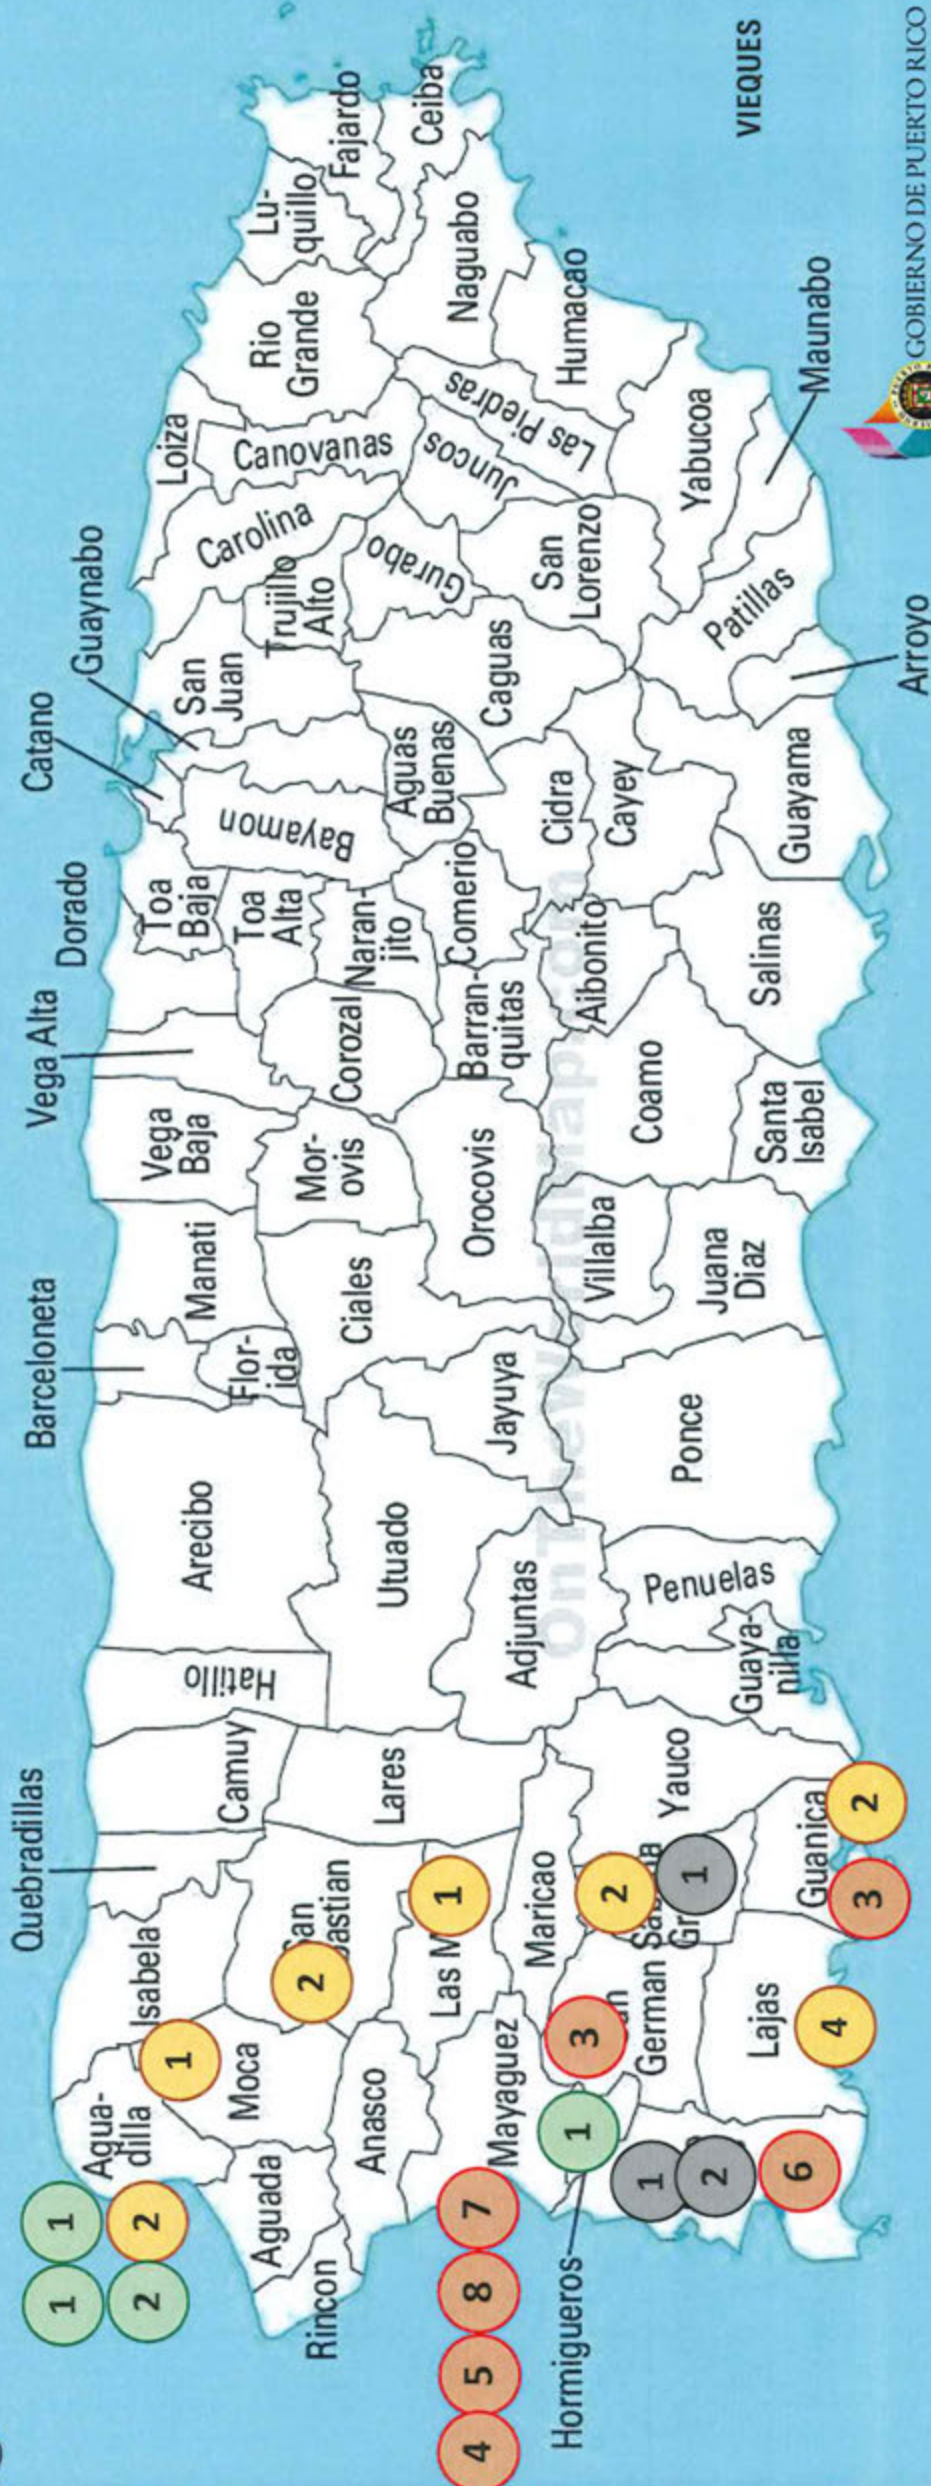 Quebradillas
Barceloneta
Vega Alta
Dorado
Catano
Guaynabo
1
1
2
2
Agua-
dilla
1
Isabela
Camuy
Hatillo
Arecibo
Flor-
ida
Manati
Vega
Baja
Toa
Baja
Toa
Alta
Bayamon
San
Juan
Trujillo
Alto
Carolina
Loiza
Canovanas
Rio
Grande
Lu-
quillo
Fajardo
Ceiba
Rincon
Aguada
Moca
2
an
bastian
Lares
Utuado
Ciales
Mor-
ovis
Corozal
Naran-
jito
Aguas
Buenas
Gurabo
Juncos
Las Piedras
Naguabo
Humacao
Anasco
Las M
1
Adjuntas
Jayuya
Orocovis
Barran-
quitas
Comerio
Cidra
Caguas
San
Lorenzo
4
5
8
7
Mayaguez
Maricao
Hormigueros
1
3
2
German
Gr
1
1
2
6
Lajas
4
Yauco
Guanica
3
2
Guaya-
nilla
Penuelas
Ponce
Villalba
Juana
Diaz
Coamo
Santa
Isabel
Aibonito
Salinas
Cayey
Guayama
Patillas
Arroyo
Yabucoa
Maunabo
VIEQUES
GOBIERNO DE PUERTO RICO